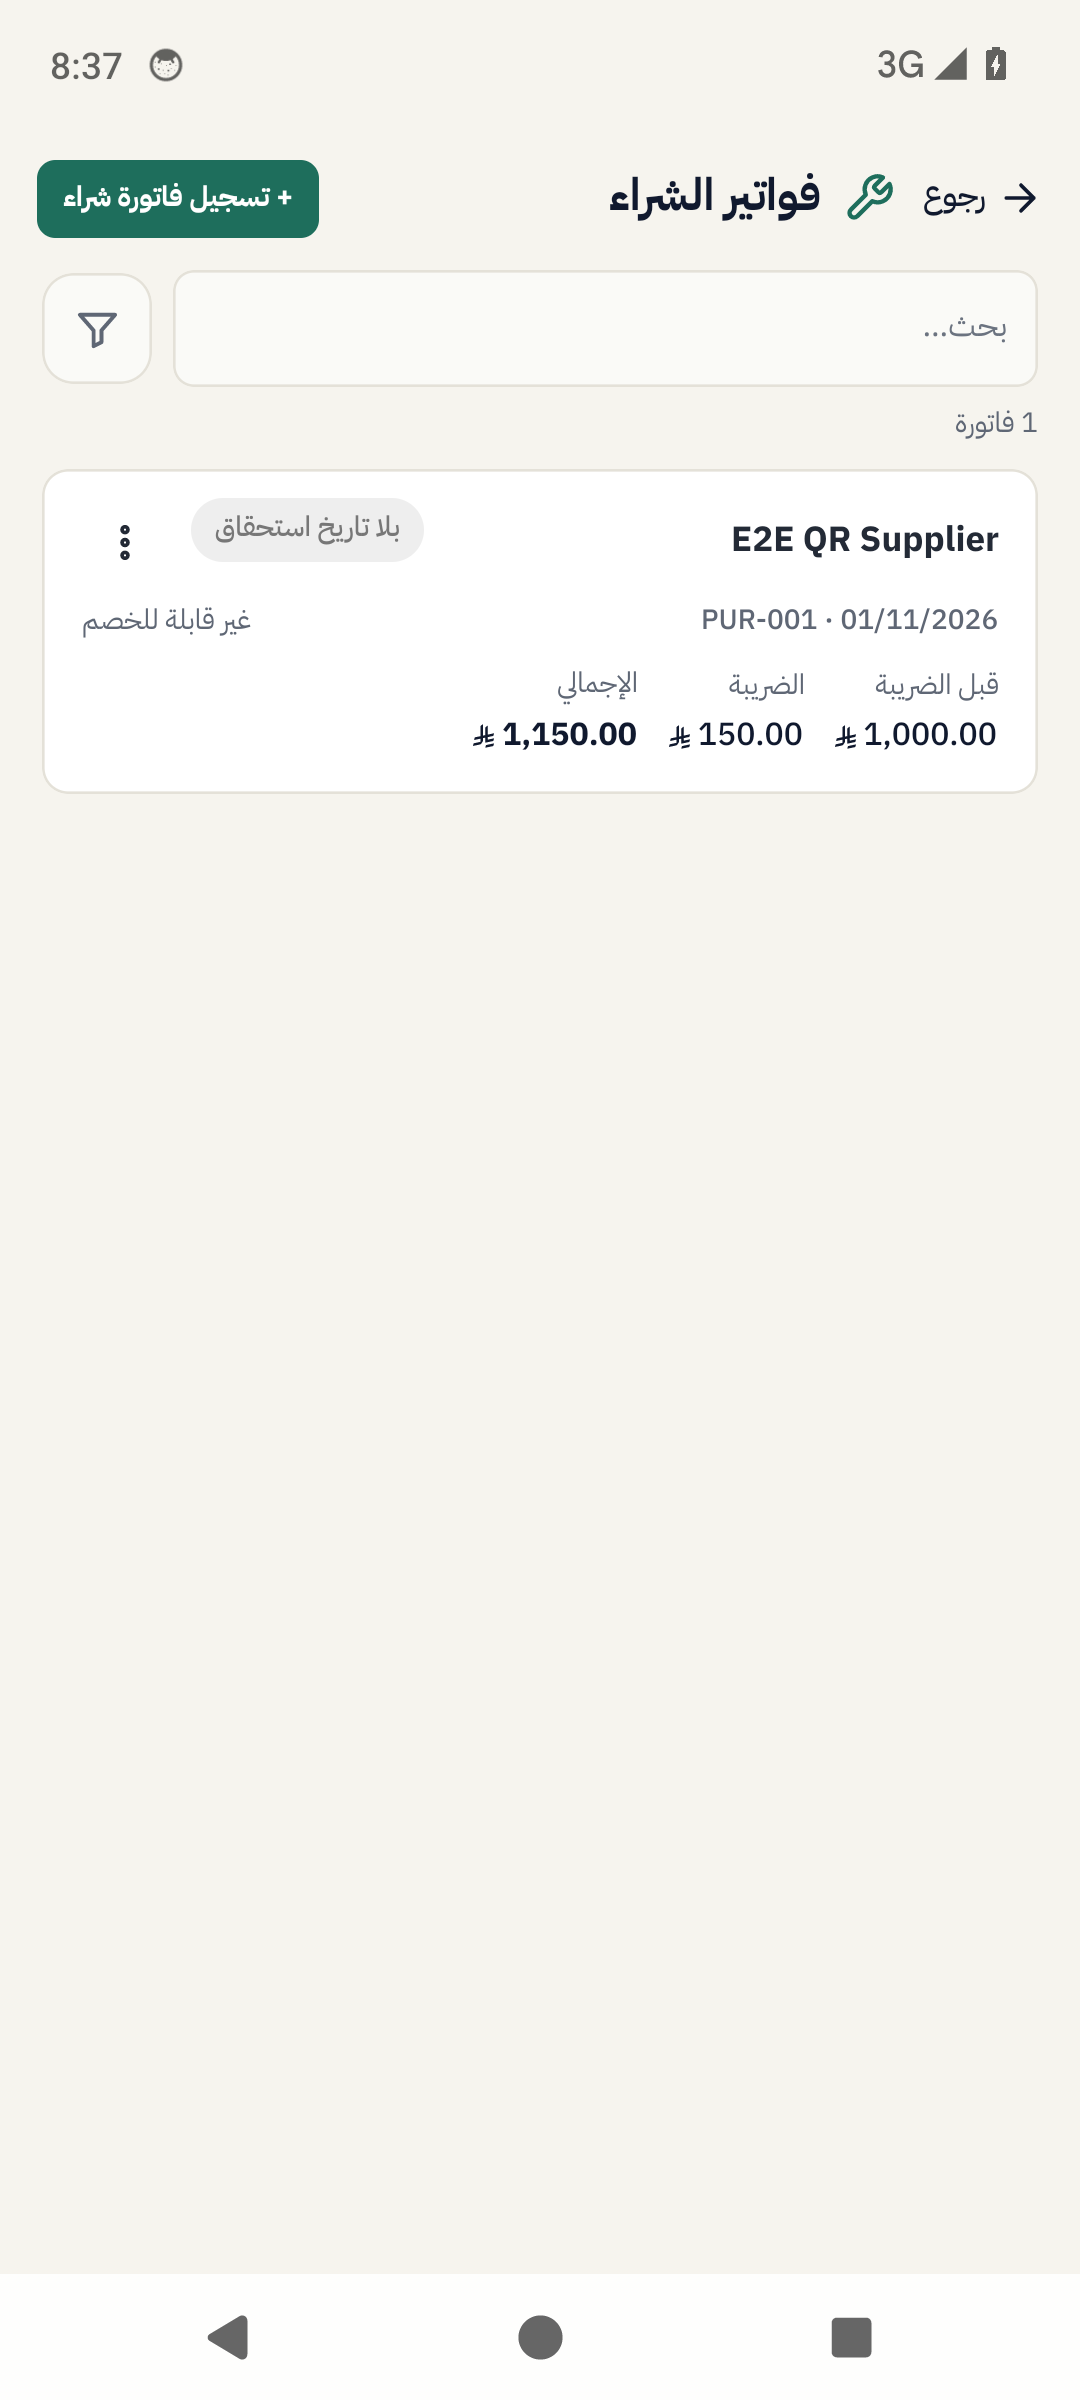 8:37 3G
رجوع فواتير الشراء + تسجيل فاتورة شراء
بحث...
1 فاتورة
E2E QR Supplier بلا تاريخ استحقاق
PUR-001 · 01/11/2026 غير قابلة للخصم
قبل الضريبة الضريبة الإجمالي
1,000.00 150.00 1,150.00